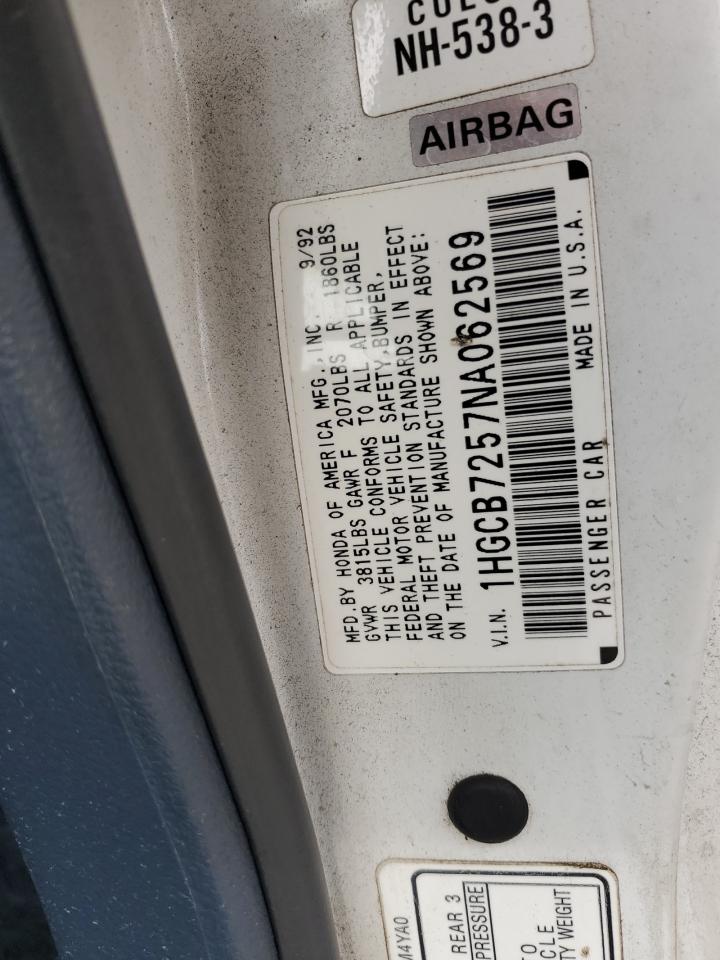 NH-538-3
AIRBAG
MFD. BY HONDA OF AMERICA MFG., INC. 9/92
GVWR 3815LBS GAWR F 2070LBS R 1860LBS
THIS VEHICLE CONFORMS TO ALL APPLICABLE
FEDERAL MOTOR VEHICLE SAFETY, BUMPER,
AND THEFT PREVENTION STANDARDS IN EFFECT
ON THE DATE OF MANUFACTURE SHOWN ABOVE:
V.I.N. 1HGCB7257NA062569
PASSENGER CAR MADE IN U.S.A.
M4YA0
REAR 3
PRESSURE